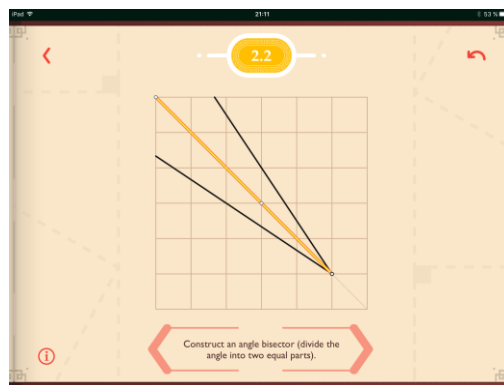 iPad
21:11
53 %
2.2
Construct an angle bisector (divide the
angle into two equal parts).